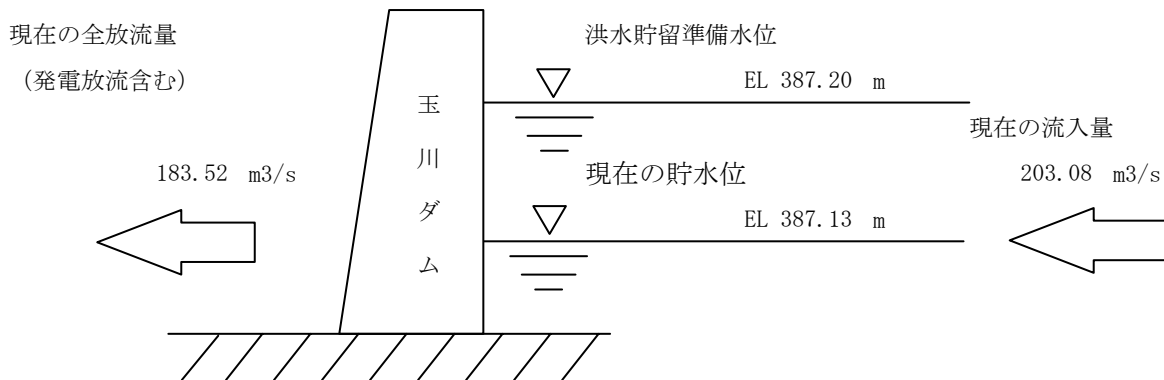 現在の全放流量
（発電放流含む）
183.52 m3/s
玉川ダム
洪水貯留準備水位
EL 387.20 m
現在の貯水位
EL 387.13 m
現在の流入量
203.08 m3/s